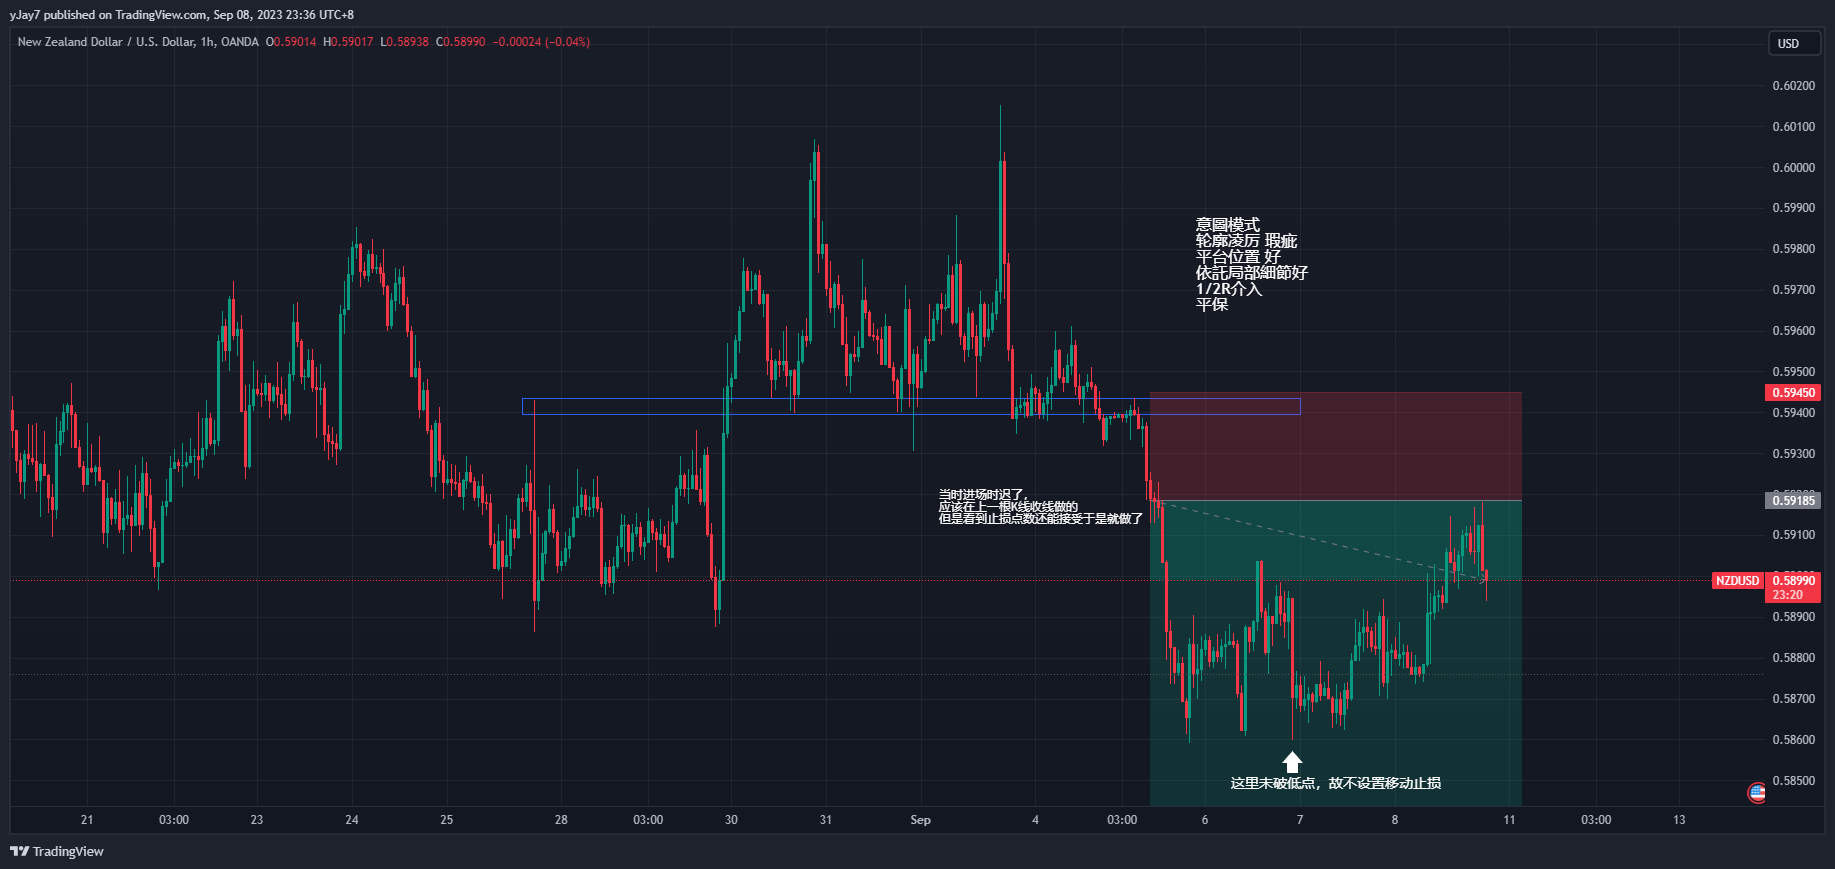 yJay7 published on TradingView.com, Sep 08, 2023 23:36 UTC+8
New Zealand Dollar / U.S. Dollar, 1h, OANDA O0.59014 H0.59017 L0.58938 C0.58990 −0.00024 (−0.04%)
USD
0.60200
0.60100
0.60000
0.59900
0.59800
0.59700
0.59600
0.59500
0.59450
0.59400
0.59300
0.59185
0.59100
NZDUSD 0.58990
23:20
0.58900
0.58800
0.58700
0.58600
0.58500
意圖模式
轮廓凌厉 瑕疵
平台位置 好
依託局部細節好
1/2R介入
平保
当时进场时迟了，
应该在上一根K线收线做的
但是看到止损点数还能接受于是就做了
这里未破低点，故不设置移动止损
21 03:00 23 24 25 28 03:00 30 31 Sep 4 03:00 6 7 8 11 03:00 13
TradingView